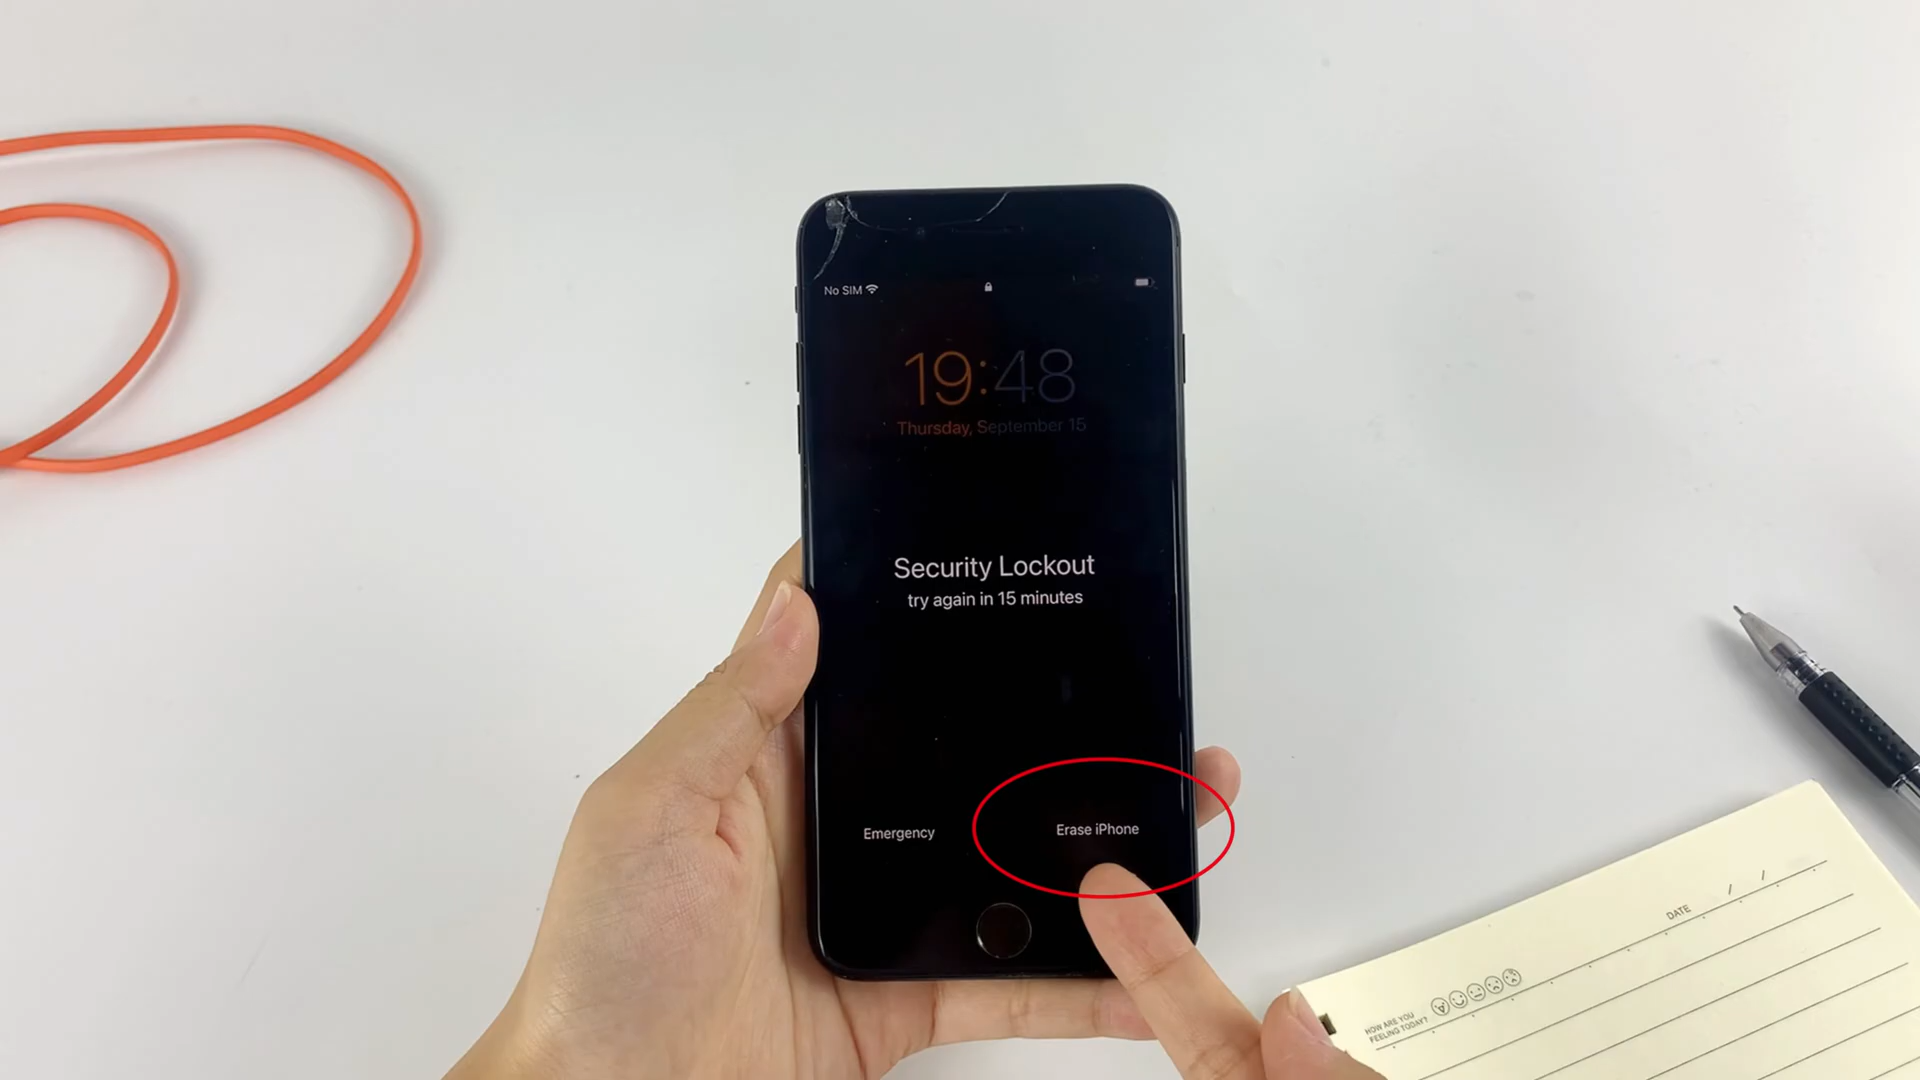 No SIM
19:48
Thursday, September 15
Security Lockout
try again in 15 minutes
Emergency
Erase iPhone
DATE / /
HOW ARE YOU
FEELING TODAY?